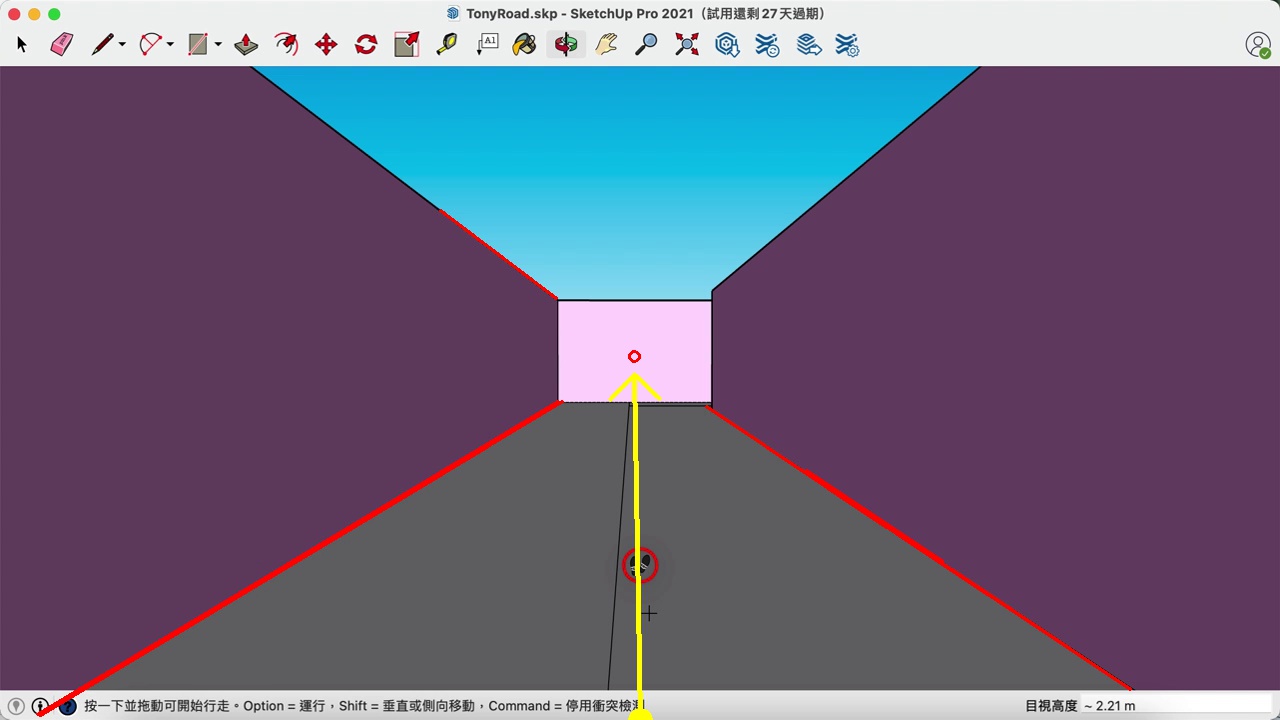 TonyRoad.skp - SketchUp Pro 2021（試用還剩 27 天過期）
A1
按一下並拖動可開始行走。Option = 運行，Shift = 垂直或側向移動，Command = 停用衝突檢測
目視高度 ~ 2.21 m